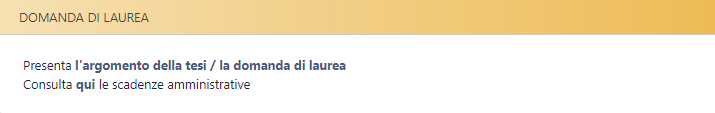 DOMANDA DI LAUREA
Presenta l'argomento della tesi / la domanda di laurea
Consulta qui le scadenze amministrative